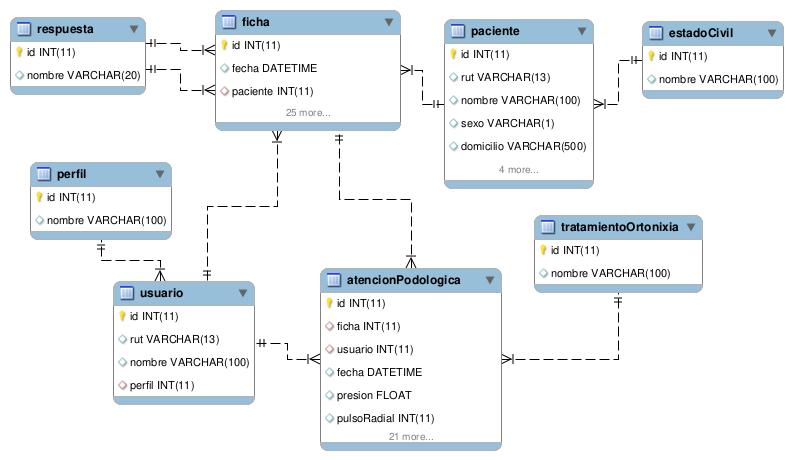 respuesta
id INT(11)
nombre VARCHAR(20)
ficha
id INT(11)
fecha DATETIME
paciente INT(11)
25 more...
paciente
id INT(11)
rut VARCHAR(13)
nombre VARCHAR(100)
sexo VARCHAR(1)
domicilio VARCHAR(500)
4 more...
estadoCivil
id INT(11)
nombre VARCHAR(100)
perfil
id INT(11)
nombre VARCHAR(100)
usuario
id INT(11)
rut VARCHAR(13)
nombre VARCHAR(100)
perfil INT(11)
atencionPodologica
id INT(11)
ficha INT(11)
usuario INT(11)
fecha DATETIME
presion FLOAT
pulsoRadial INT(11)
21 more...
tratamientoOrtonixia
id INT(11)
nombre VARCHAR(100)